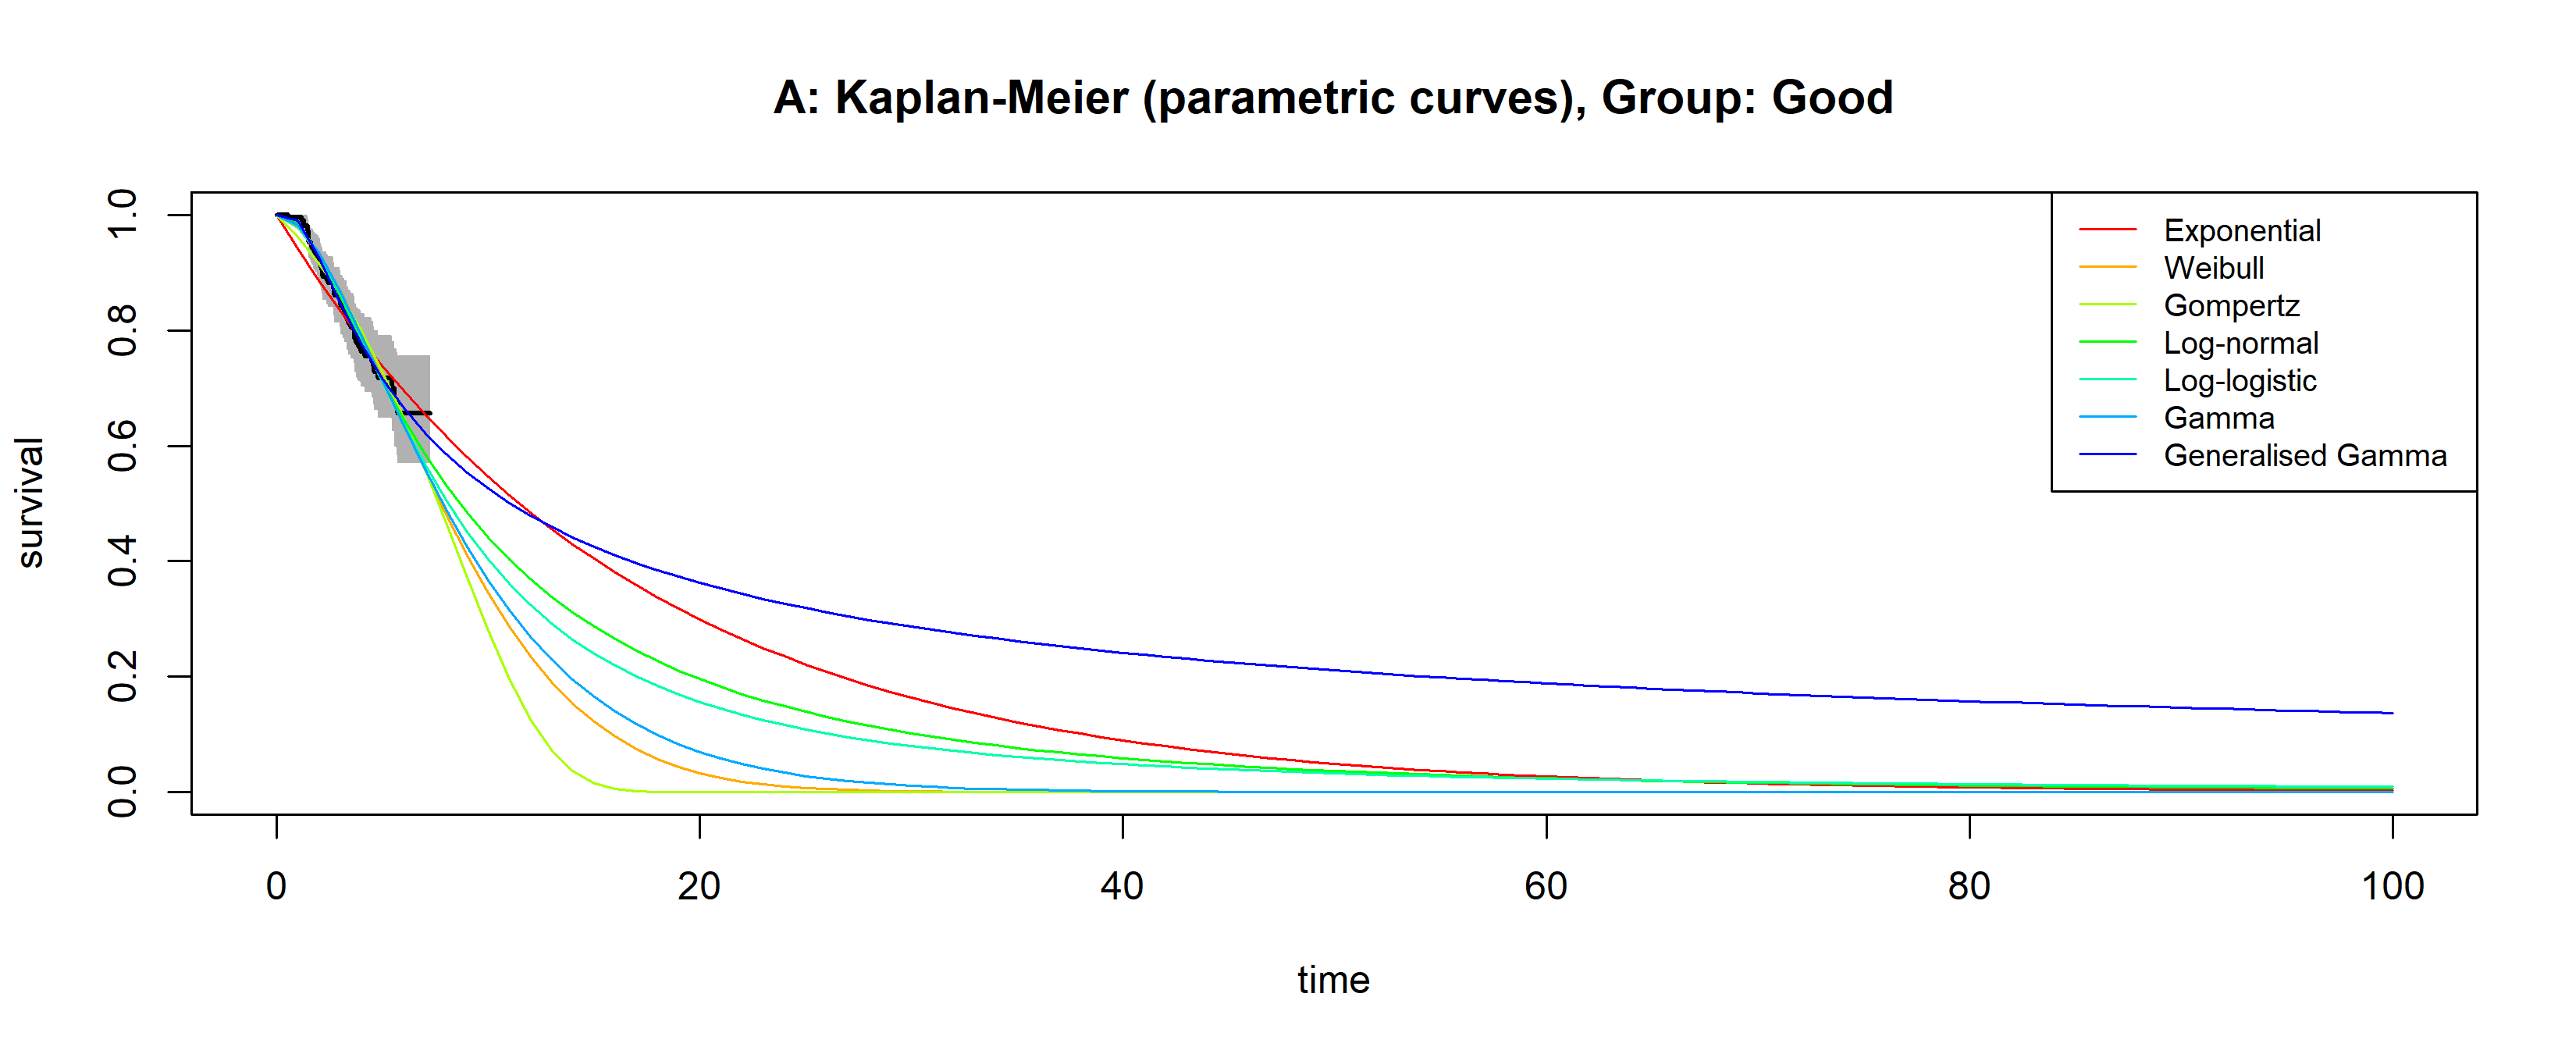 A: Kaplan-Meier (parametric curves), Group: Good
survival
1.0
0.8
0.6
0.4
0.2
0.0
Exponential
Weibull
Gompertz
Log-normal
Log-logistic
Gamma
Generalised Gamma
0 20 40 60 80 100
time